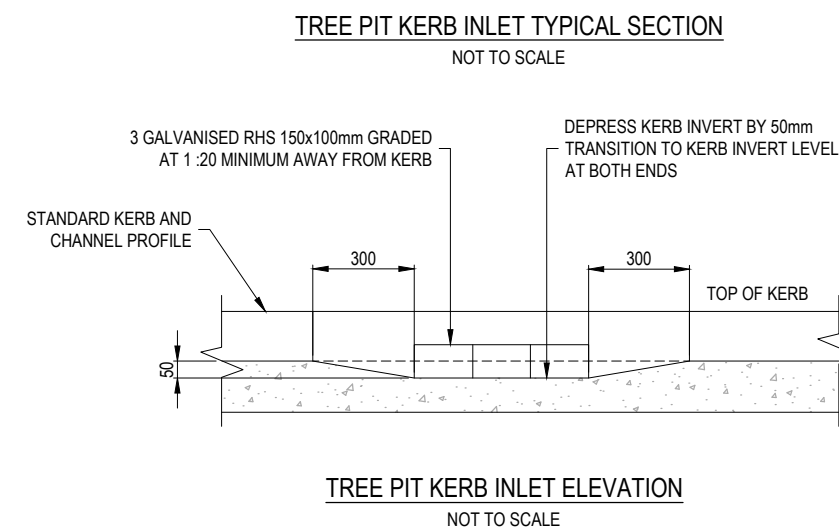 TREE PIT KERB INLET TYPICAL SECTION
NOT TO SCALE
3 GALVANISED RHS 150x100mm GRADED
AT 1 :20 MINIMUM AWAY FROM KERB
DEPRESS KERB INVERT BY 50mm
TRANSITION TO KERB INVERT LEVEL
AT BOTH ENDS
STANDARD KERB AND
CHANNEL PROFILE
300
300
TOP OF KERB
50
TREE PIT KERB INLET ELEVATION
NOT TO SCALE